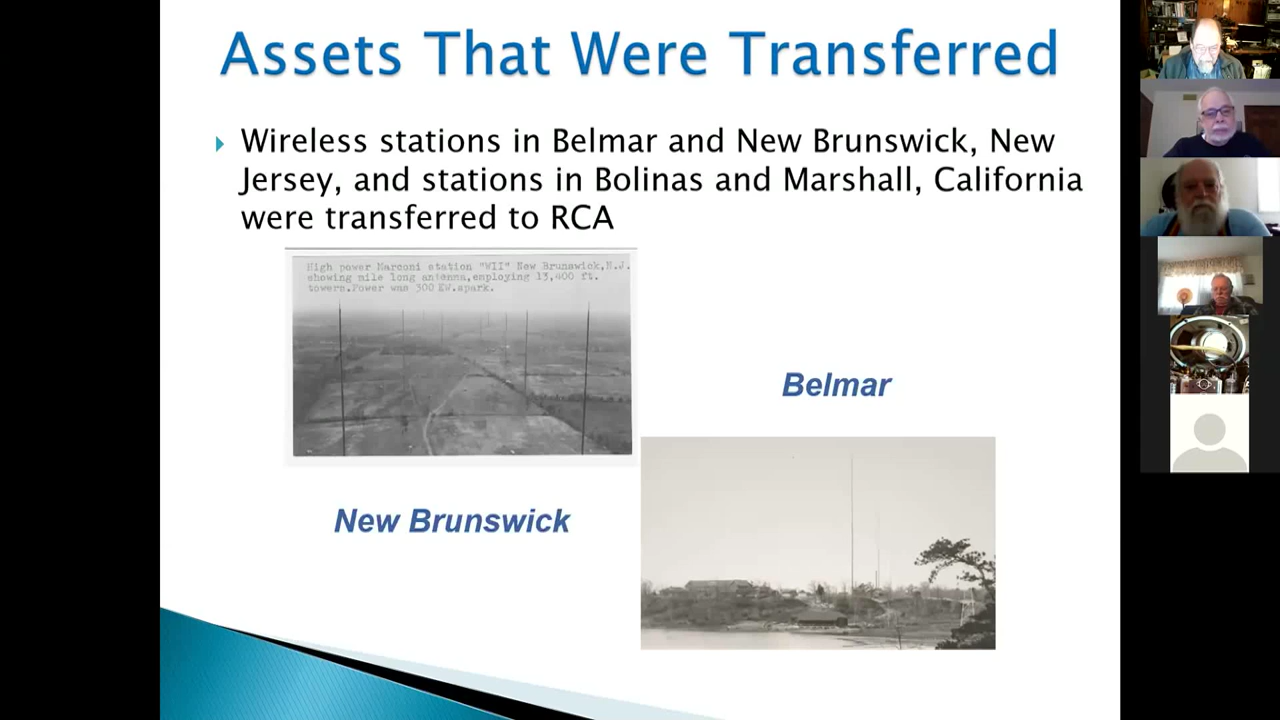 Assets That Were Transferred
Wireless stations in Belmar and New Brunswick, New
Jersey, and stations in Bolinas and Marshall, California
were transferred to RCA
High power Marconi station "WII" New Brunswick,N.J.
showing mile long antenna,employing 13,400 ft.
towers.Power was 300 KW.spark.
Belmar
New Brunswick